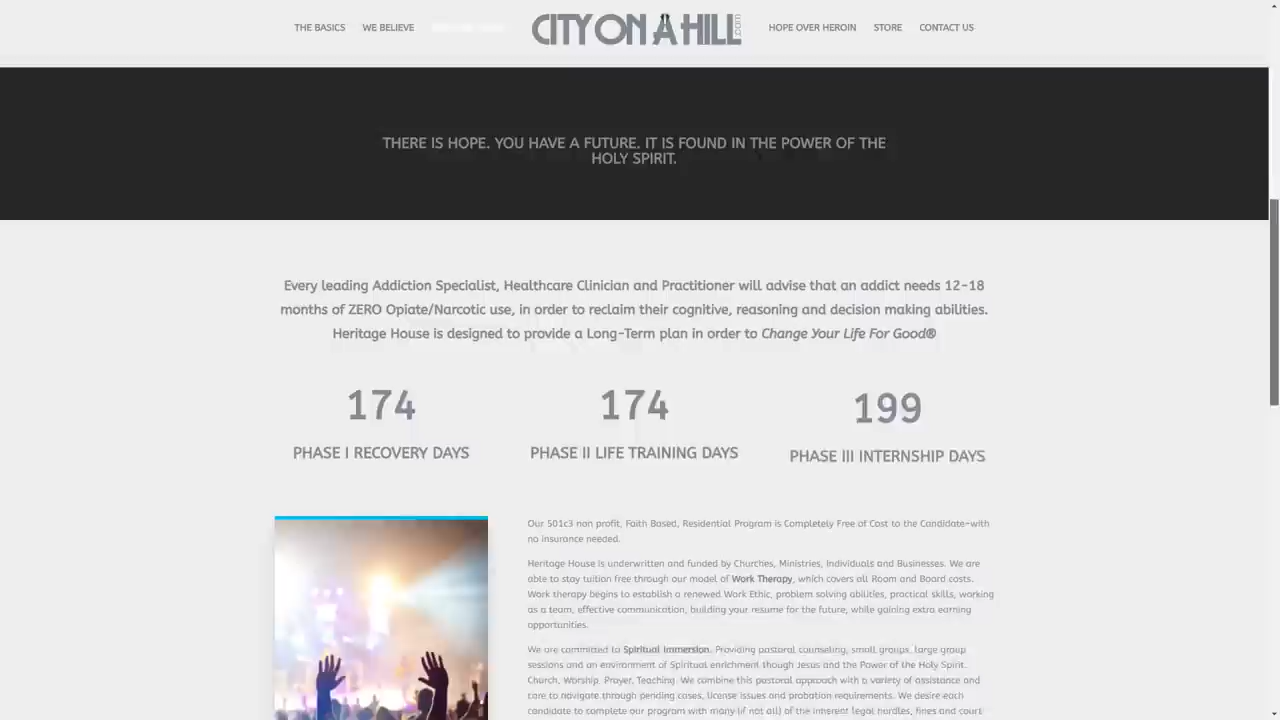 THE BASICS WE BELIEVE CITY ON A HILL .com HOPE OVER HEROIN STORE CONTACT US
THERE IS HOPE. YOU HAVE A FUTURE. IT IS FOUND IN THE POWER OF THE
HOLY SPIRIT.
Every leading Addiction Specialist, Healthcare Clinician and Practitioner will advise that an addict needs 12-18
months of ZERO Opiate/Narcotic use, in order to reclaim their cognitive, reasoning and decision making abilities.
Heritage House is designed to provide a Long-Term plan in order to Change Your Life For Good®
174 174 199
PHASE I RECOVERY DAYS PHASE II LIFE TRAINING DAYS PHASE III INTERNSHIP DAYS
Our 501c3 non profit, Faith Based, Residential Program is Completely Free of Cost to the Candidate-with
no insurance needed.
Heritage House is underwritten and funded by Churches, Ministries, Individuals and Businesses. We are
able to stay tuition free through our model of Work Therapy, which covers all Room and Board costs.
Work therapy begins to establish a renewed Work Ethic, problem solving abilities, practical skills, working
as a team, effective communication, building your resume for the future, while gaining extra earning
opportunities.
We are committed to Spiritual Immersion. Providing pastoral counseling, small groups, large group
sessions and an environment of Spiritual enrichment though Jesus and the Power of the Holy Spirit.
Church, Worship, Prayer, Teaching. We combine this pastoral approach with a variety of assistance and
care to navigate through pending cases, license issues and probation requirements. We desire each
candidate to complete our program with many (if not all) of the inherent legal hurdles, fines and court